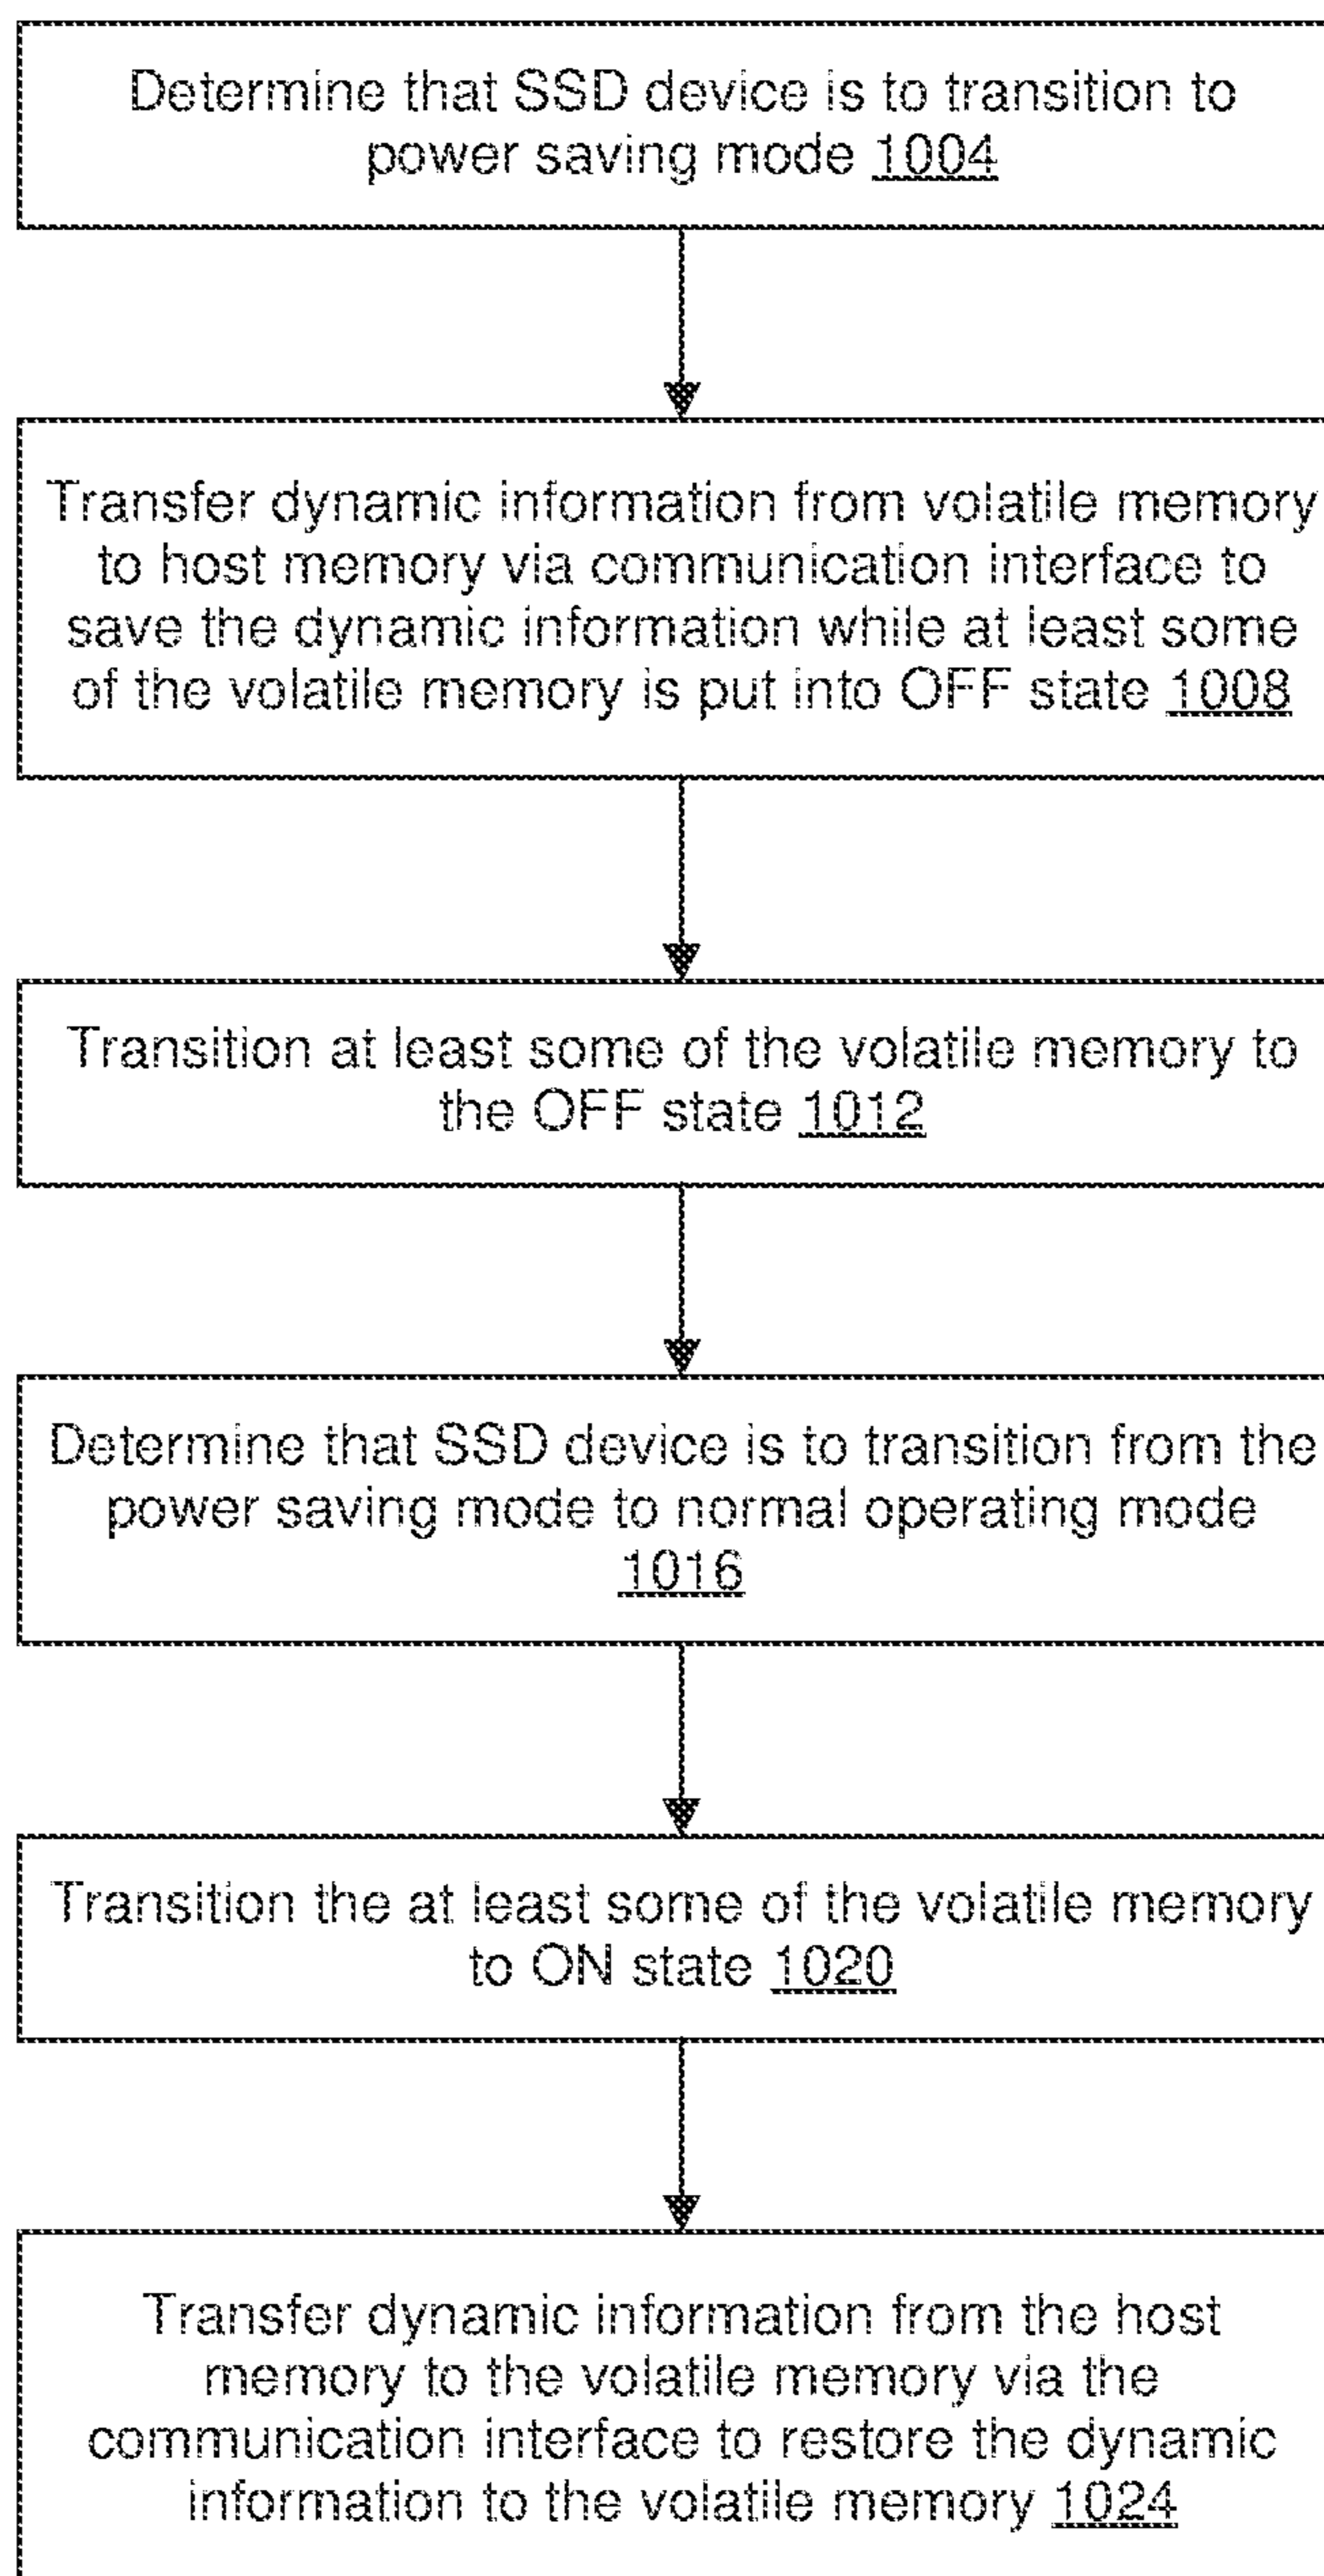 Determine that SSD device is to transition to
power saving mode 1004
Transfer dynamic information from volatile memory
to host memory via communication interface to
save the dynamic information while at least some
of the volatile memory is put into OFF state 1008
Transition at least some of the volatile memory to
the OFF state 1012
Determine that SSD device is to transition from the
power saving mode to normal operating mode
1016
Transition the at least some of the volatile memory
to ON state 1020
Transfer dynamic information from the host
memory to the volatile memory via the
communication interface to restore the dynamic
information to the volatile memory 1024